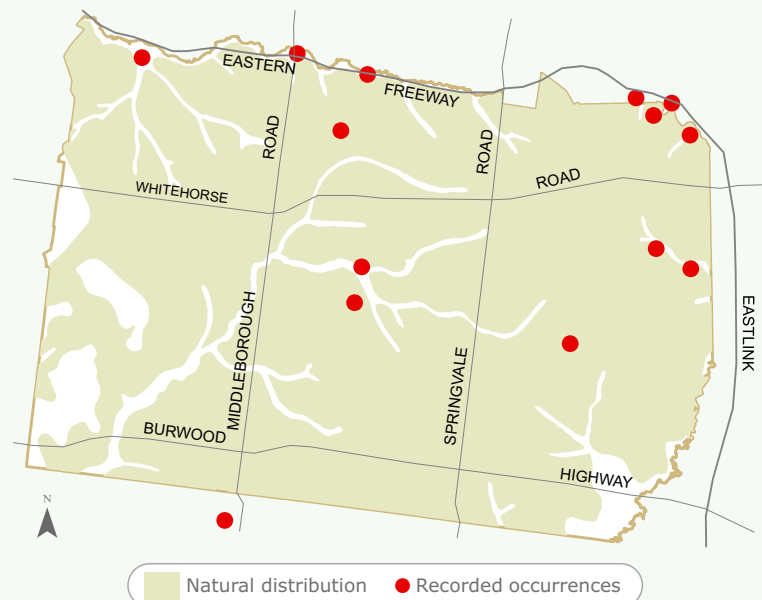 EASTERN
FREEWAY
ROAD
ROAD
WHITEHORSE
ROAD
MIDDLEBOROUGH
EASTLINK
SPRINGVALE
BURWOOD
HIGHWAY
N
Natural distribution
Recorded occurrences